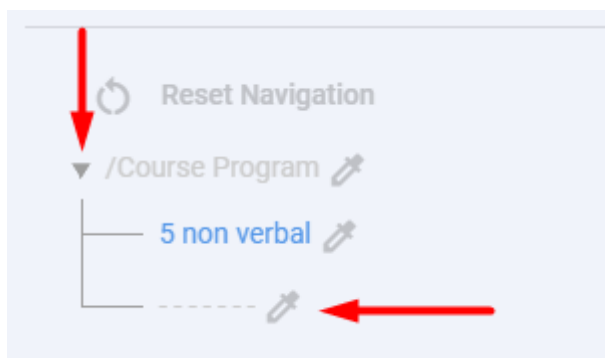 Reset Navigation
/Course Program
5 non verbal
-------